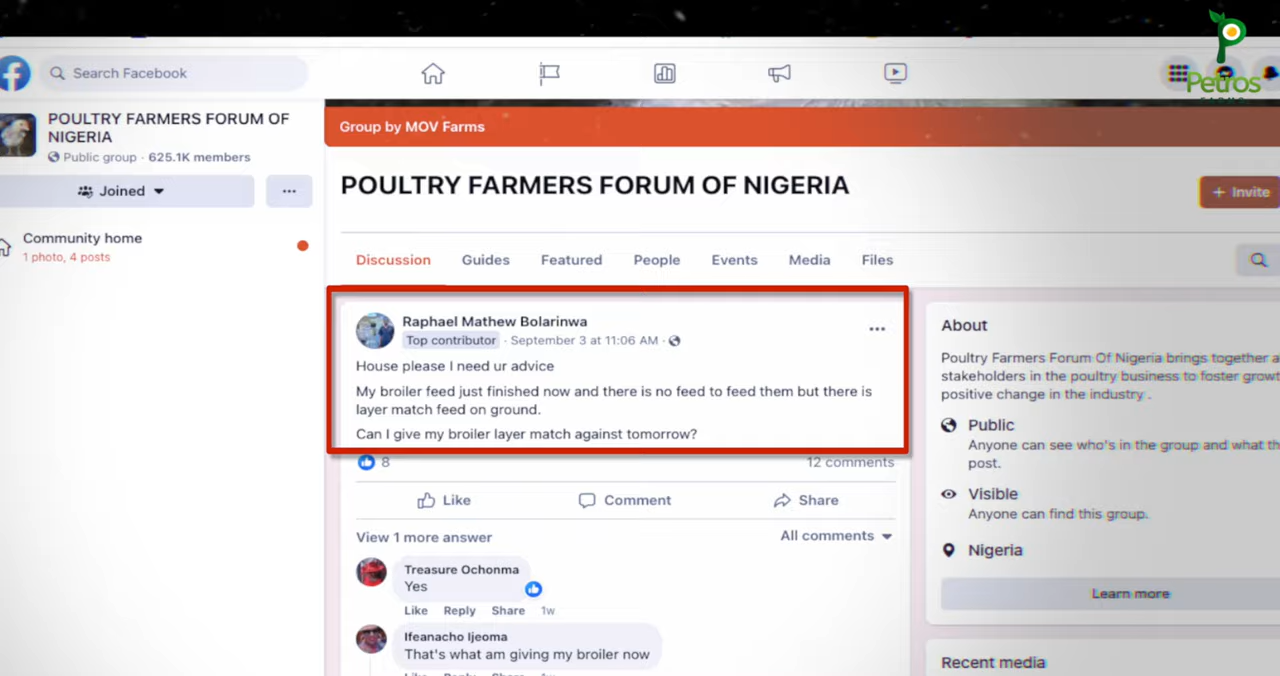 Petros
Search Facebook
POULTRY FARMERS FORUM OF
NIGERIA
Public group · 625.1K members
Joined
Community home
1 photo, 4 posts
Group by MOV Farms
POULTRY FARMERS FORUM OF NIGERIA
+ Invite
Discussion Guides Featured People Events Media Files
Raphael Mathew Bolarinwa
Top contributor · September 3 at 11:06 AM ·
House please I need ur advice
My broiler feed just finished now and there is no feed to feed them but there is
layer match feed on ground.
Can I give my broiler layer match against tomorrow?
8 12 comments
Like Comment Share
View 1 more answer All comments
Treasure Ochonma
Yes
Like Reply Share 1w
Ifeanacho Ijeoma
That's what am giving my broiler now
Like Reply Share 1w
About
Poultry Farmers Forum Of Nigeria brings together
stakeholders in the poultry business to foster
positive change in the industry .
Public
Anyone can see who's in the group and what
post.
Visible
Anyone can find this group.
Nigeria
Learn more
Recent media